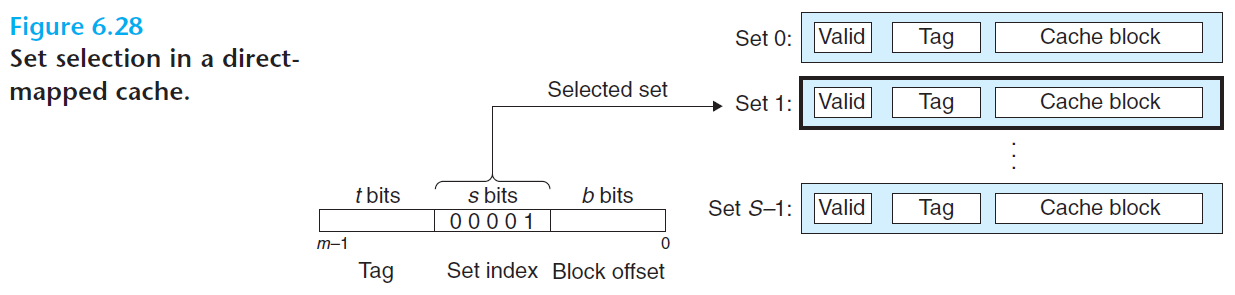 Figure 6.28
Set selection in a direct-
mapped cache.
Set 0: Valid Tag Cache block
Selected set
Set 1: Valid Tag Cache block
. . .
t bits s bits b bits
Set S–1: Valid Tag Cache block
0 0 0 0 1
m–1 0
Tag Set index Block offset